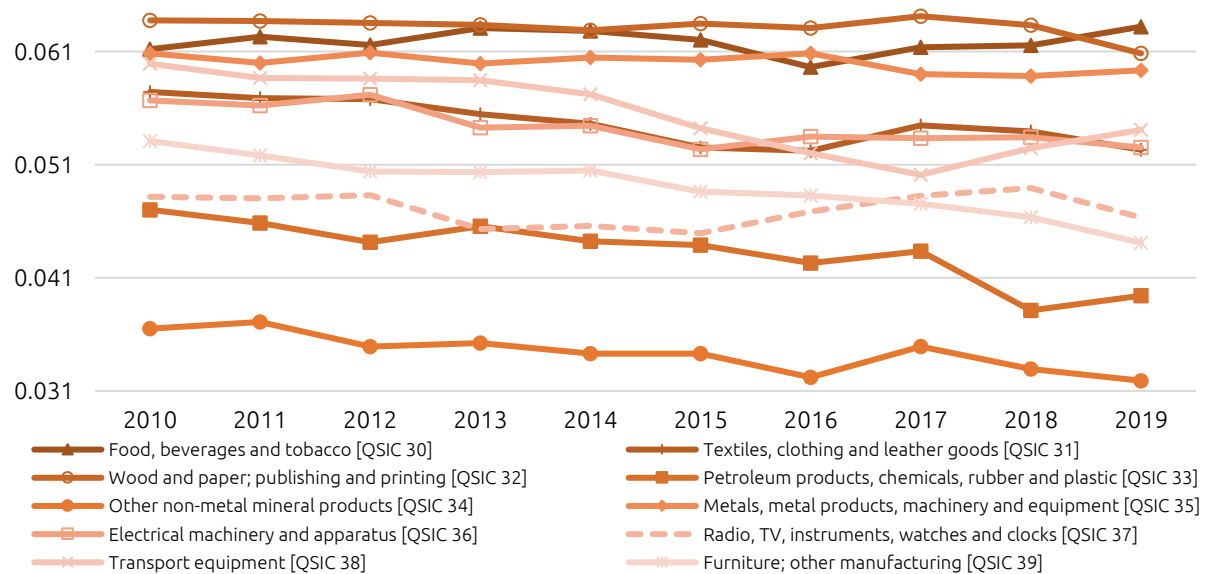 0.061
0.051
0.041
0.031
2010 2011 2012 2013 2014 2015 2016 2017 2018 2019
Food, beverages and tobacco [QSIC 30] Textiles, clothing and leather goods [QSIC 31]
Wood and paper; publishing and printing [QSIC 32] Petroleum products, chemicals, rubber and plastic [QSIC 33]
Other non-metal mineral products [QSIC 34] Metals, metal products, machinery and equipment [QSIC 35]
Electrical machinery and apparatus [QSIC 36] Radio, TV, instruments, watches and clocks [QSIC 37]
Transport equipment [QSIC 38] Furniture; other manufacturing [QSIC 39]